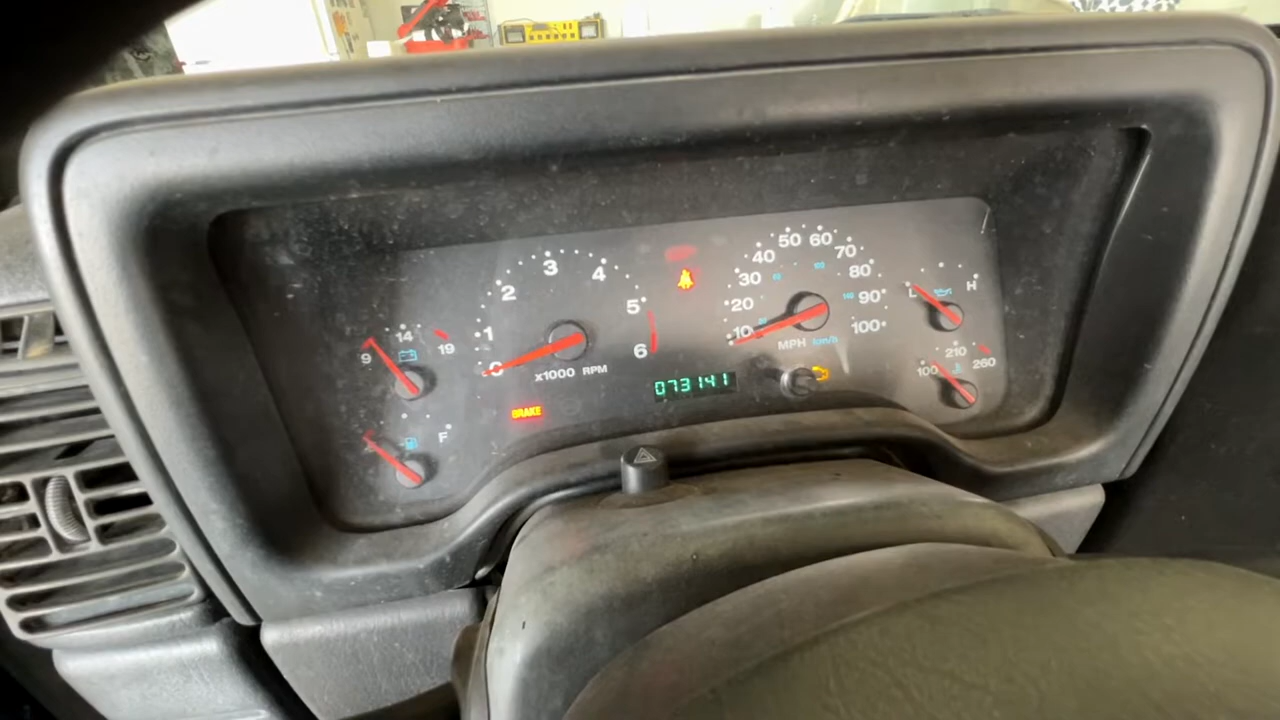 9 14 19
F
0 1 2 3 4 5 6
x1000 RPM
BRAKE
073141
10 20 30 40 50 60 70 80 90 100
MPH km/h
L H
100 210 260